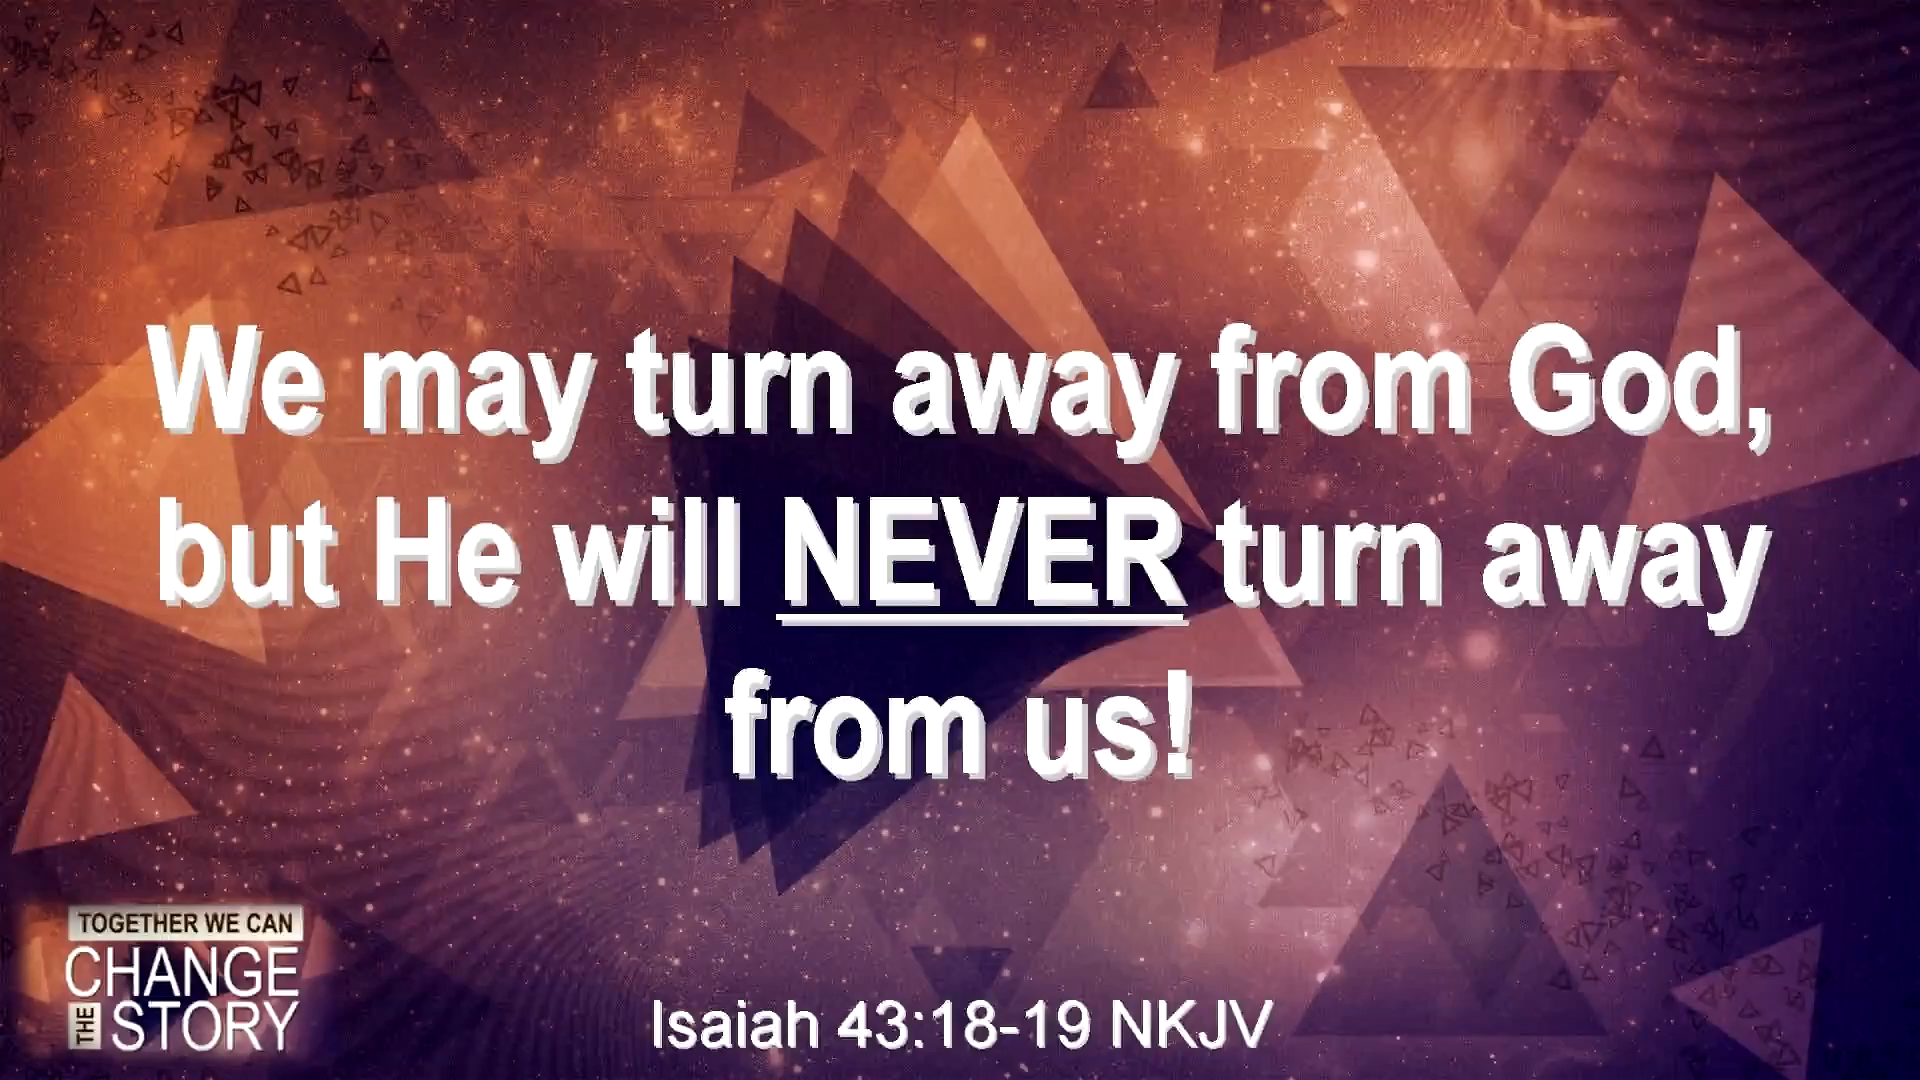 We may turn away from God,
but He will NEVER turn away
from us!
TOGETHER WE CAN
CHANGE
THE STORY
Isaiah 43:18-19 NKJV